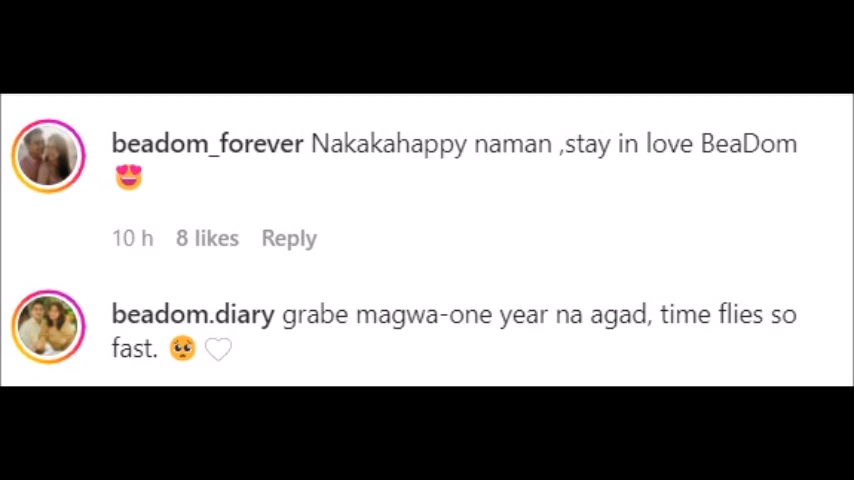 beadom_forever Nakakahappy naman ,stay in love BeaDom
😍
10 h 8 likes Reply
beadom.diary grabe magwa-one year na agad, time flies so
fast. 🥺🤍